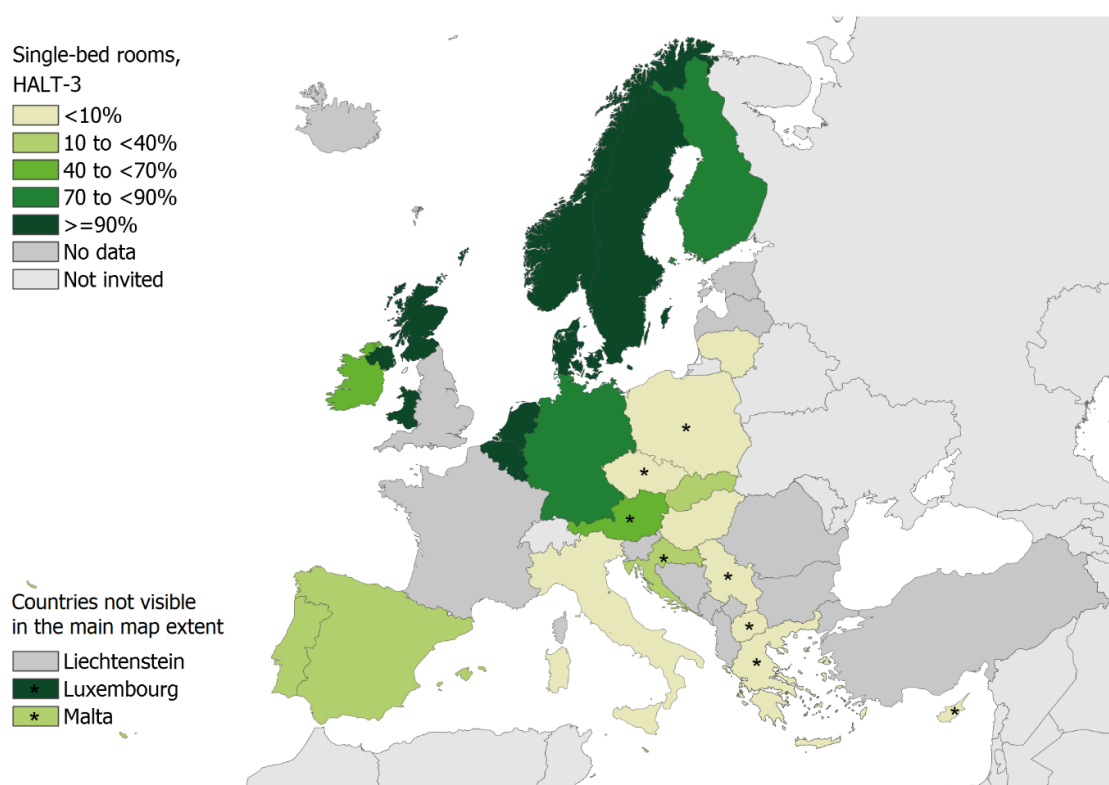 Single-bed rooms,
HALT-3
<10%
10 to <40%
40 to <70%
70 to <90%
>=90%
No data
Not invited
*
*
*
*
*
*
*
*
Countries not visible
in the main map extent
Liechtenstein
* Luxembourg
* Malta